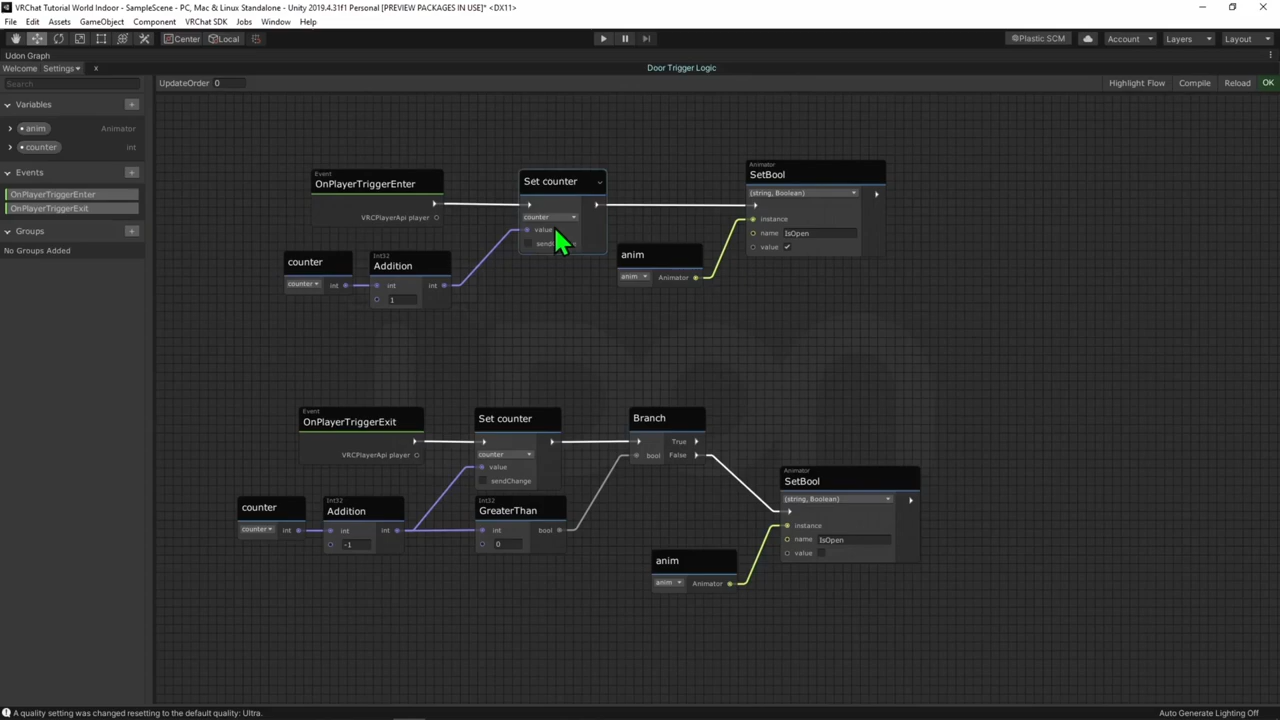 VRChat Tutorial World Indoor - SampleScene - PC, Mac & Linux Standalone - Unity 2019.4.31f1 Personal [PREVIEW PACKAGES IN USE]* <DX11>
File Edit Assets GameObject Component VRChat SDK Jobs Window Help
Center Local Plastic SCM Account Layers Layout
Udon Graph
Welcome Settings x Door Trigger Logic
Search UpdateOrder 0 Highlight Flow Compile Reload OK
Variables +
anim Animator
counter int
Events +
OnPlayerTriggerEnter
OnPlayerTriggerExit
Groups +
No Groups Added
Event
OnPlayerTriggerEnter
VRCPlayerApi player
Set counter
counter
value
Animator
SetBool
(string, Boolean)
instance
name IsOpen
value
counter
counter int
Int32
Addition
int int
1
anim
anim Animator
Event
OnPlayerTriggerExit
VRCPlayerApi player
Set counter
counter
value
sendChange
Branch
True
bool False
counter
counter int
Int32
Addition
int int
-1
Int32
GreaterThan
int bool
0
Animator
SetBool
(string, Boolean)
instance
name IsOpen
value
anim
anim Animator
A quality setting was changed resetting to the default quality: Ultra.
Auto Generate Lighting Off